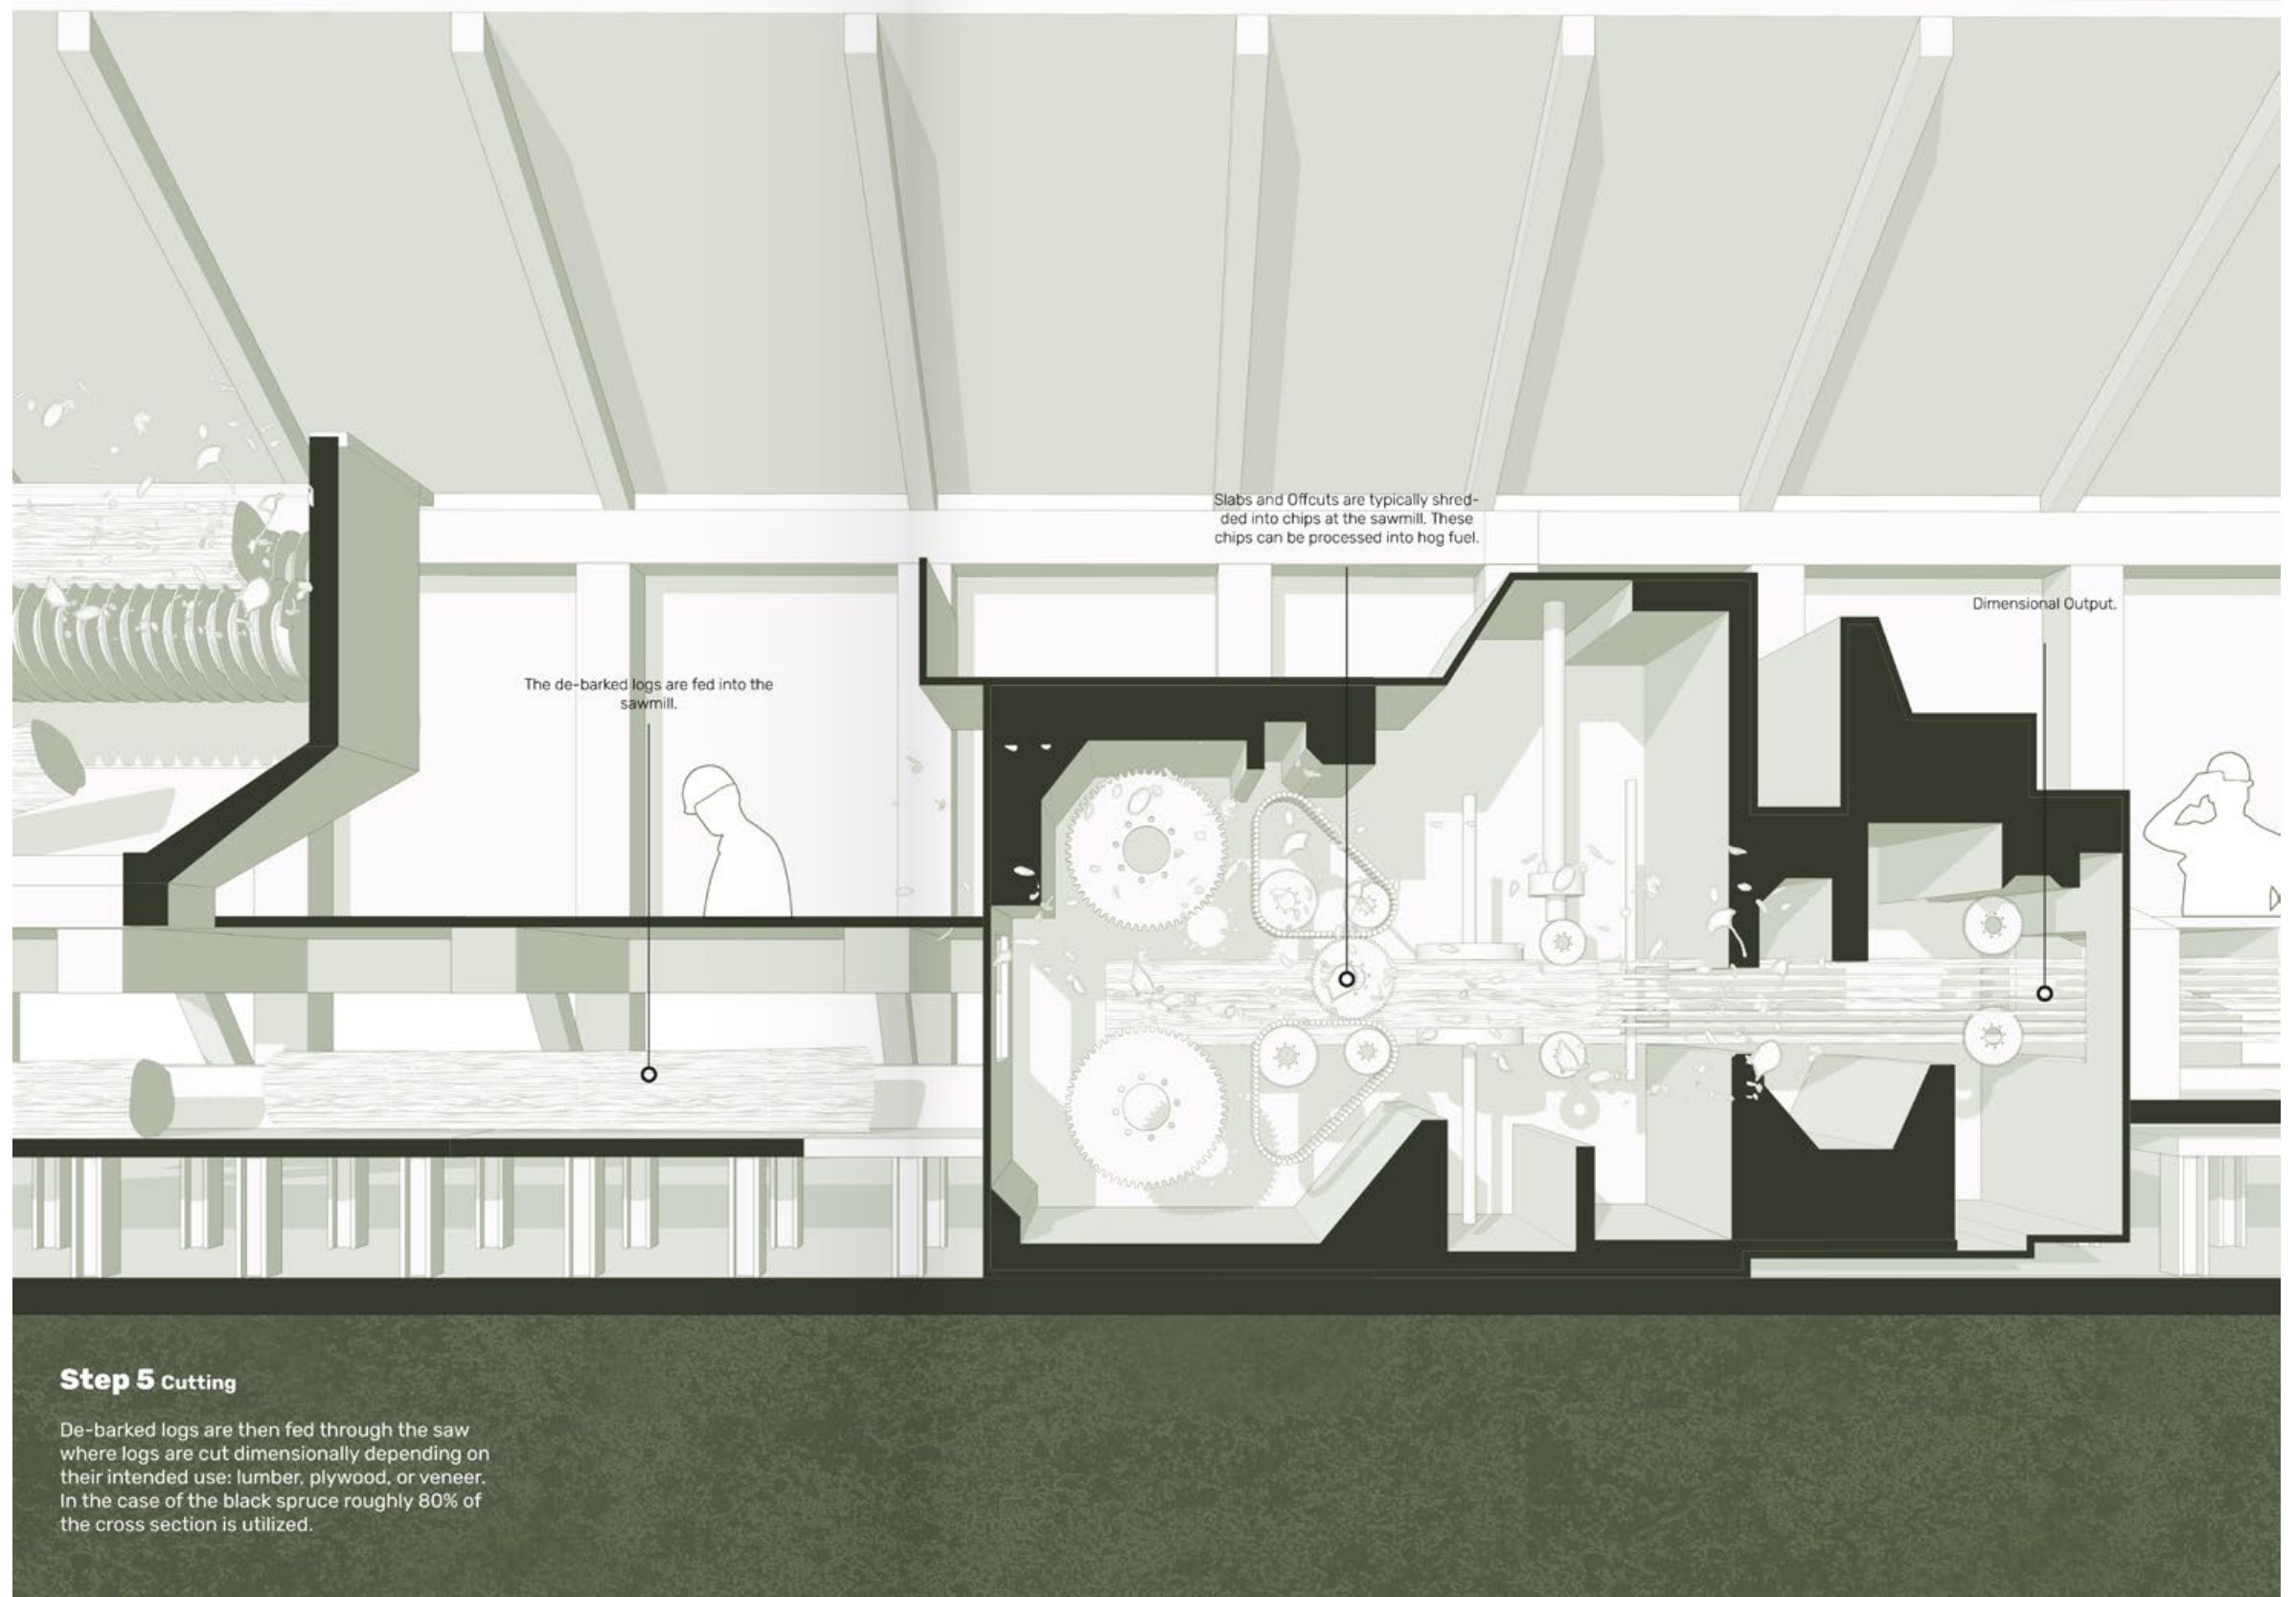 Slabs and Offcuts are typically shred-
ded into chips at the sawmill. These
chips can be processed into hog fuel.
Dimensional Output.
The de-barked logs are fed into the
sawmill.
Step 5 Cutting
De-barked logs are then fed through the saw
where logs are cut dimensionally depending on
their intended use: lumber, plywood, or veneer.
In the case of the black spruce roughly 80% of
the cross section is utilized.